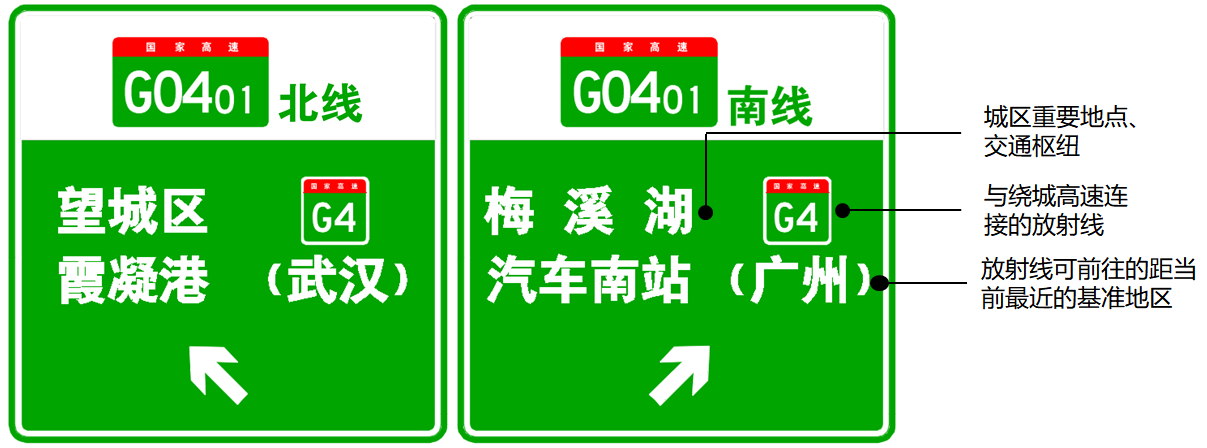 国家高速
G0401 北线
望城区
国家高速
G4
霞凝港 (武汉)
国家高速
G0401 南线
梅溪湖
国家高速
G4
汽车南站 (广州)
城区重要地点、
交通枢纽
与绕城高速连
接的放射线
放射线可前往的距当
前最近的基准地区